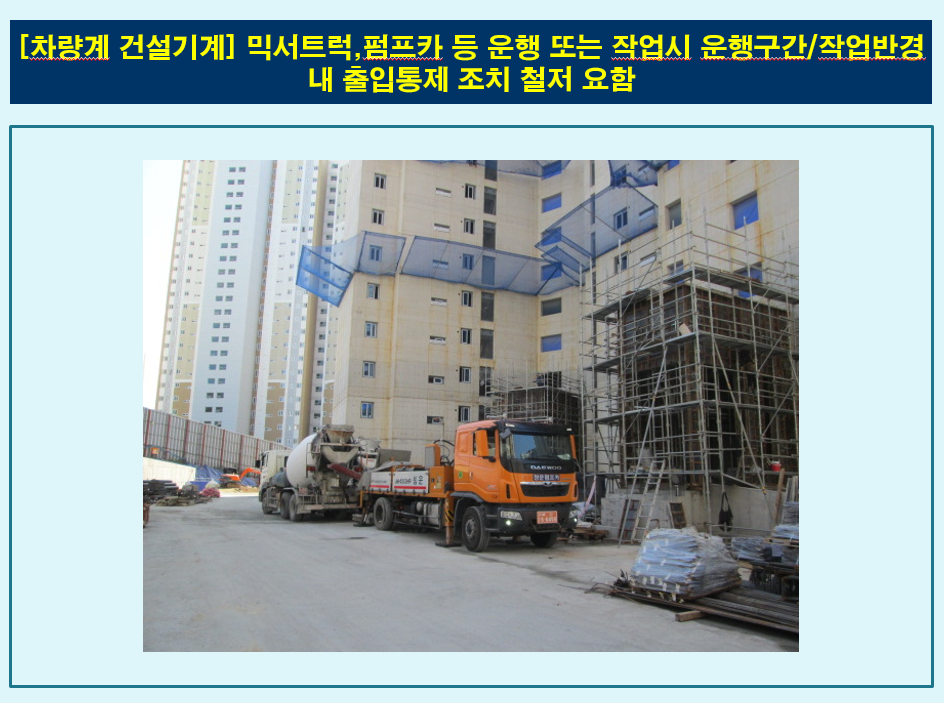 [차량계 건설기계] 믹서트럭,펌프카 등 운행 또는 작업시 운행구간/작업반경
내 출입통제 조치 철저 요함
DAEWOO